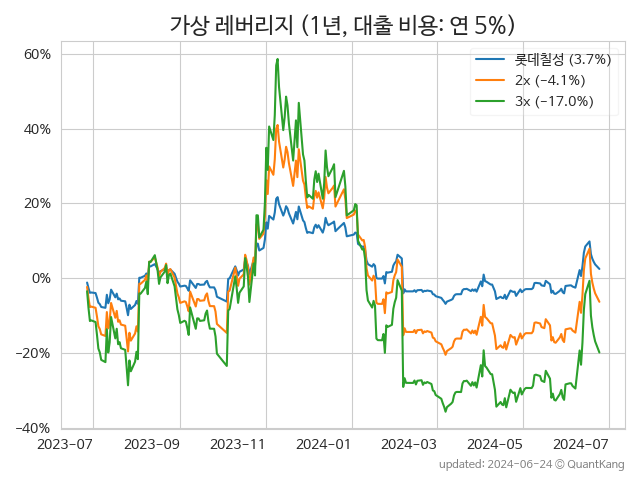 가상 레버리지 (1년, 대출 비용: 연 5%)
롯데칠성 (3.7%)
2x (−4.1%)
3x (−17.0%)
60%
40%
20%
0%
−20%
−40%
2023-07 2023-09 2023-11 2024-01 2024-03 2024-05 2024-07
updated: 2024-06-24 © QuantKang